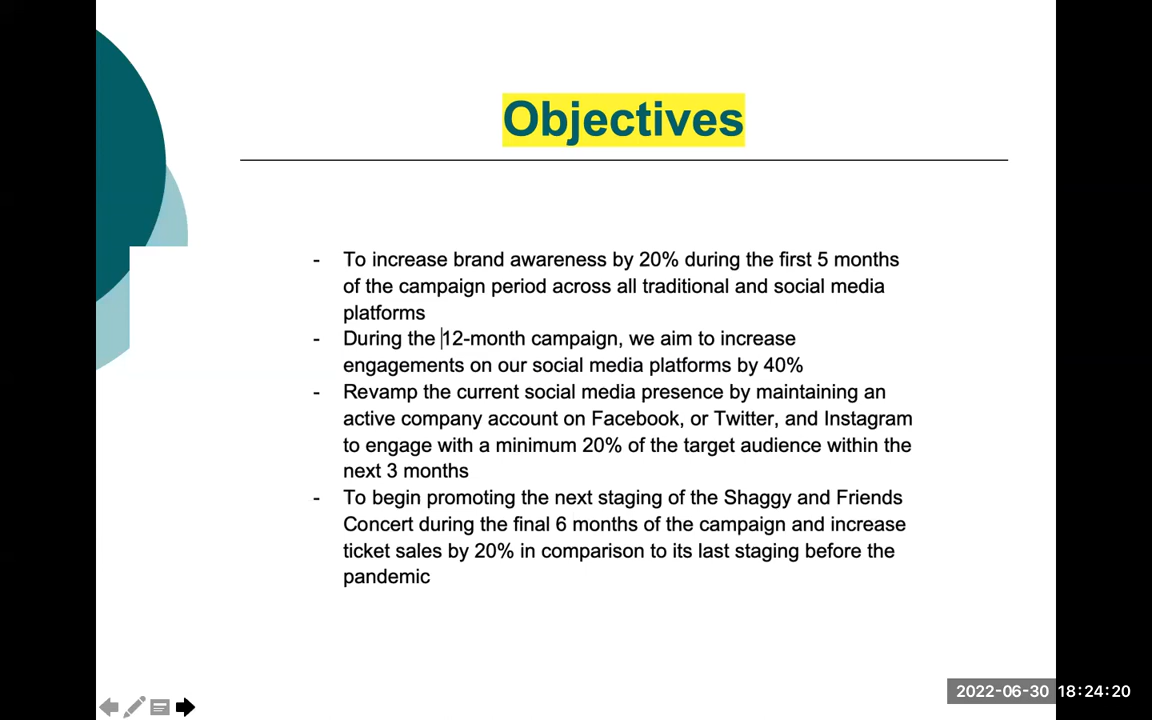 Objectives
- To increase brand awareness by 20% during the first 5 months
of the campaign period across all traditional and social media
platforms
- During the 12-month campaign, we aim to increase
engagements on our social media platforms by 40%
- Revamp the current social media presence by maintaining an
active company account on Facebook, or Twitter, and Instagram
to engage with a minimum 20% of the target audience within the
next 3 months
- To begin promoting the next staging of the Shaggy and Friends
Concert during the final 6 months of the campaign and increase
ticket sales by 20% in comparison to its last staging before the
pandemic
2022-06-30 18:24:20